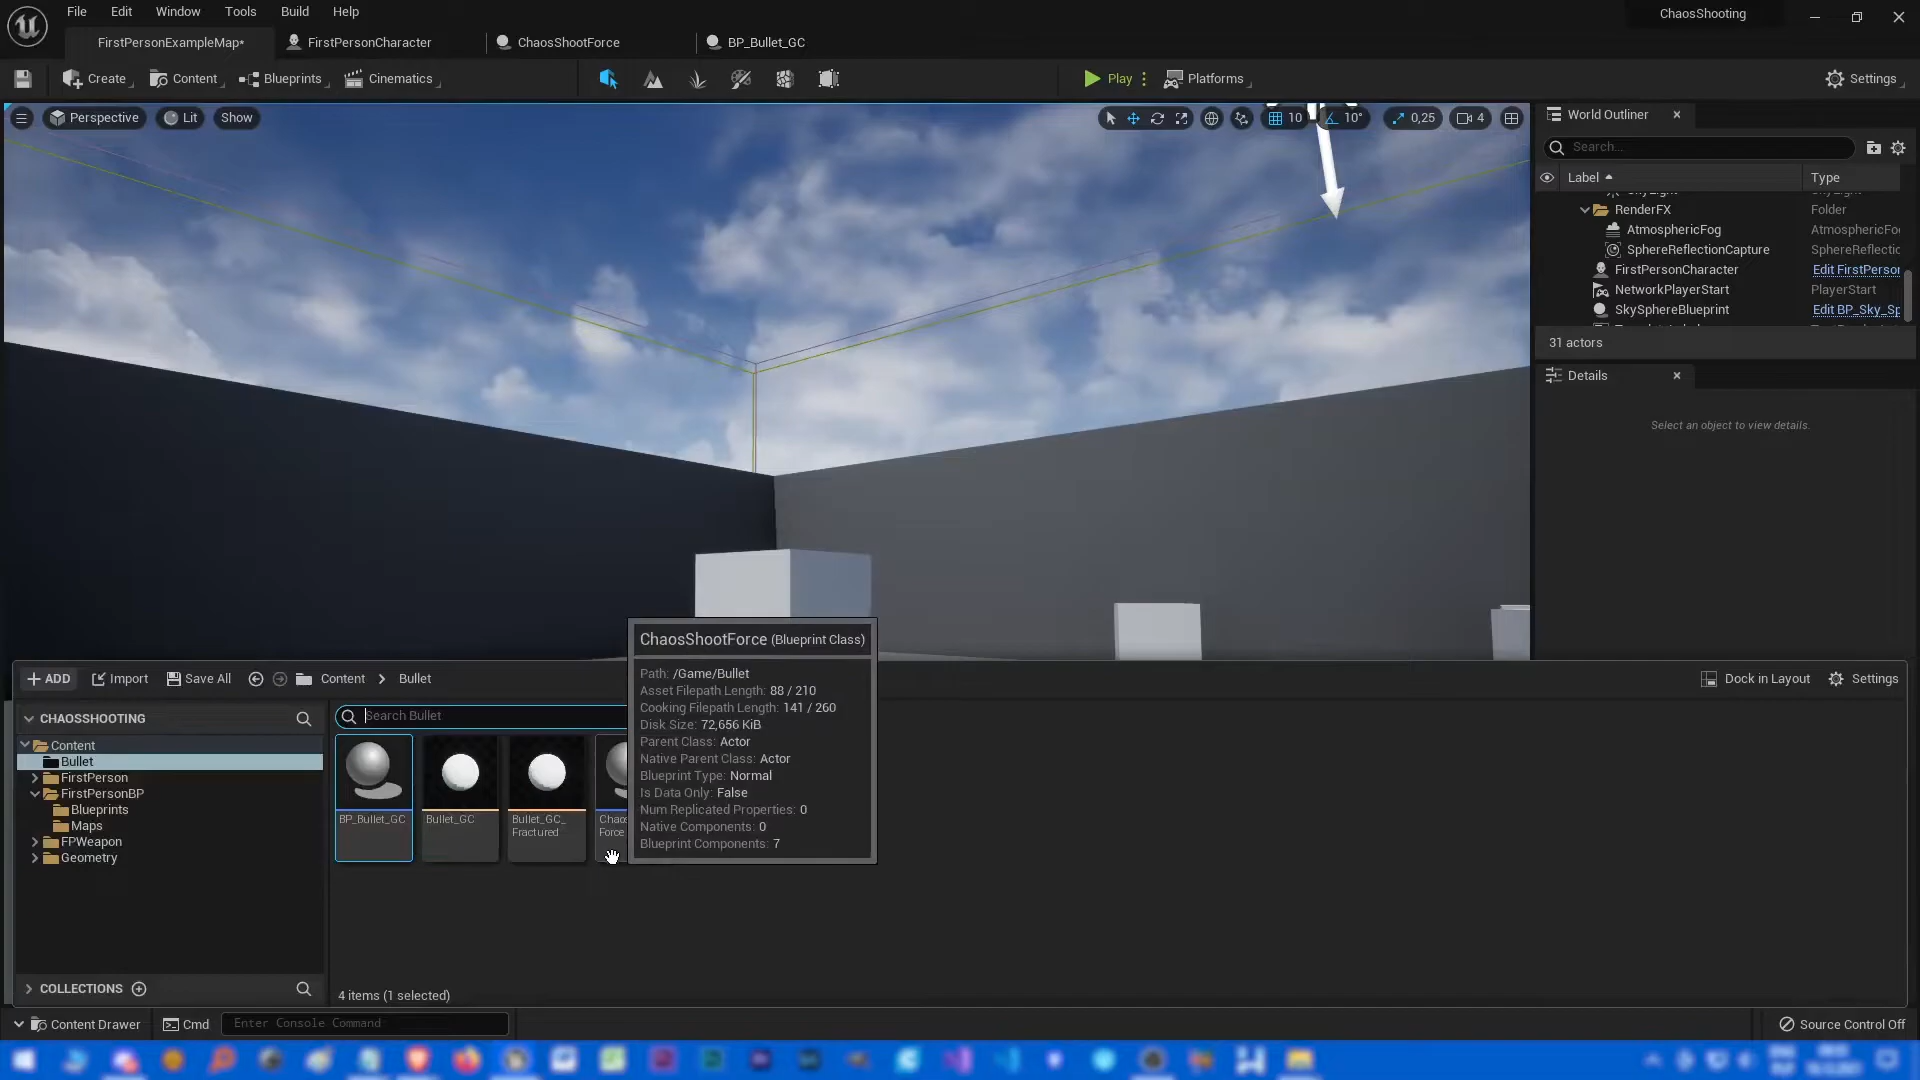 File Edit Window Tools Build Help
ChaosShooting
FirstPersonExampleMap*
FirstPersonCharacter
ChaosShootForce
BP_Bullet_GC
Create
Content
Blueprints
Cinematics
Play
Platforms
Settings
Perspective
Lit
Show
10
10°
0,25
4
World Outliner
Search...
Label
Type
RenderFX
Folder
AtmosphericFog
AtmosphericFo
SphereReflectionCapture
SphereReflectic
FirstPersonCharacter
Edit FirstPerson
NetworkPlayerStart
PlayerStart
SkySphereBlueprint
Edit BP_Sky_Sp
31 actors
Details
Select an object to view details.
ADD
Import
Save All
Content
Bullet
Dock in Layout
Settings
CHAOSSHOOTING
Content
Bullet
FirstPerson
FirstPersonBP
Blueprints
Maps
FPWeapon
Geometry
COLLECTIONS
Search Bullet
BP_Bullet_GC
Bullet_GC
Bullet_GC_
Fractured
Chaos
Force
ChaosShootForce (Blueprint Class)
Path: /Game/Bullet
Asset Filepath Length: 88 / 210
Cooking Filepath Length: 141 / 260
Disk Size: 72,656 KiB
Parent Class: Actor
Native Parent Class: Actor
Blueprint Type: Normal
Is Data Only: False
Num Replicated Properties: 0
Native Components: 0
Blueprint Components: 7
4 items (1 selected)
Content Drawer
Cmd
Enter Console Command
Source Control Off